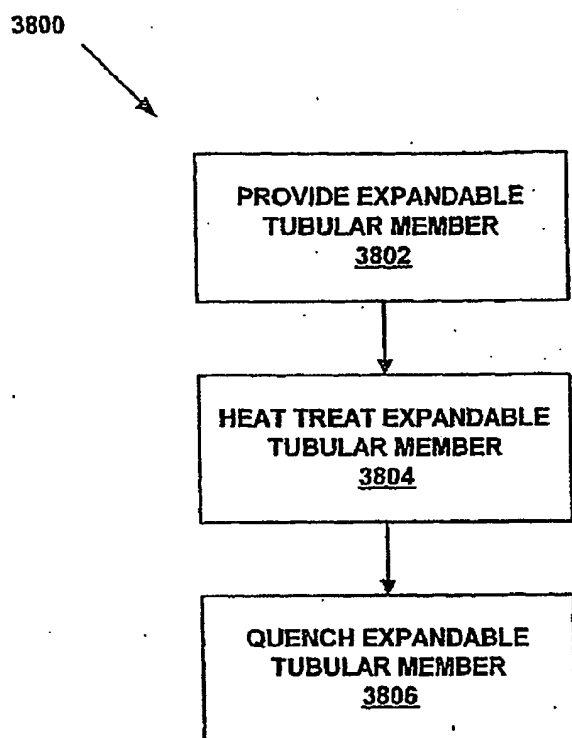 3800
PROVIDE EXPANDABLE
TUBULAR MEMBER
3802
HEAT TREAT EXPANDABLE
TUBULAR MEMBER
3804
QUENCH EXPANDABLE
TUBULAR MEMBER
3806